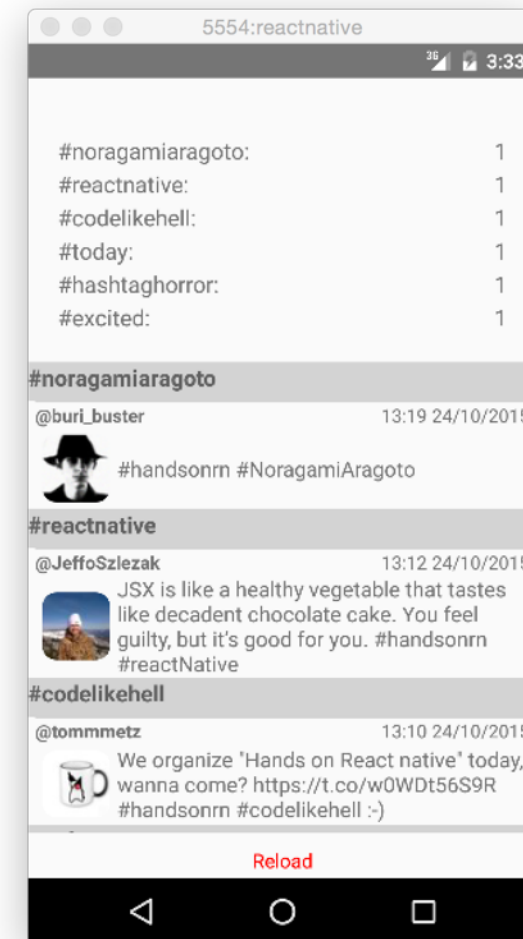 5554:reactnative
3G 3:33
#noragamiaragoto: 1
#reactnative: 1
#codelikehell: 1
#today: 1
#hashtaghorror: 1
#excited: 1
#noragamiaragoto
@buri_buster 13:19 24/10/2015
#handsonrn #NoragamiAragoto
#reactnative
@JeffoSzlezak 13:12 24/10/2015
JSX is like a healthy vegetable that tastes
like decadent chocolate cake. You feel
guilty, but it's good for you. #handsonrn
#reactNative
#codelikehell
@tommmetz 13:10 24/10/2015
We organize "Hands on React native" today,
wanna come? https://t.co/w0WDt56S9R
#handsonrn #codelikehell :-)
Reload